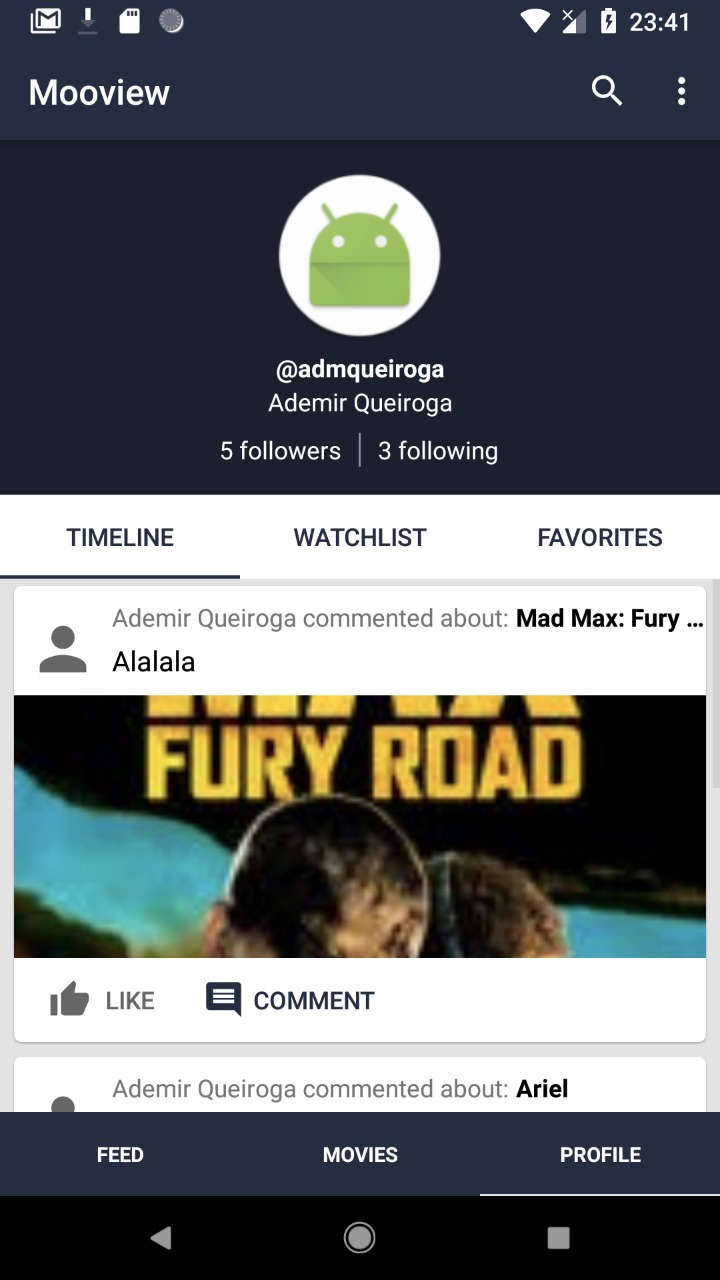 23:41
Mooview
@admqueiroga
Ademir Queiroga
5 followers
3 following
TIMELINE
WATCHLIST
FAVORITES
Ademir Queiroga commented about: Mad Max: Fury ...
Alalala
MAX
FURY ROAD
LIKE
COMMENT
Ademir Queiroga commented about: Ariel
FEED
MOVIES
PROFILE